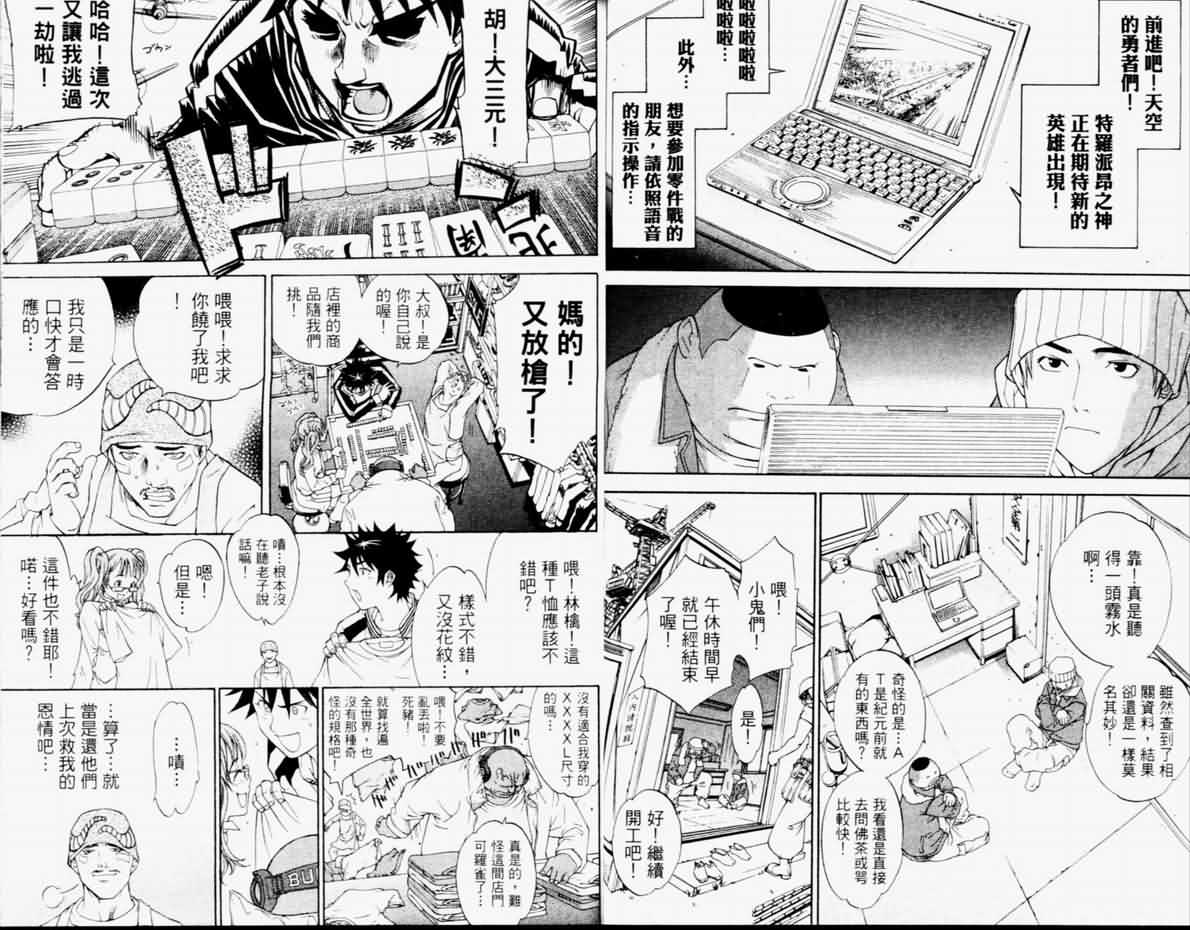 前進吧！天空
的勇者們！
特羅派昂之神
正在期待新的
英雄出現！
啦啦啦啦啦
啦啦啦…
此外…
想要參加零件戰的
朋友，請依照語音
的指示操作…
靠！真是聽
得一頭霧水
啊…
雖然查到了相
關資料，結果
卻還是一樣莫
名其妙！
奇怪的是…A
T是紀元前就
有的東西嗎？
我看還是直接
去問佛茶或咢
比較快！
喂！
小鬼們！
午休時間早
就已經結束
了喔！
是！
好！繼續
開工吧！
胡！大三元！
哈哈！這次
又讓我逃過
一劫啦！
ゴウン
ド
南
北
媽的！
又放槍了！
大叔！是
你自己說
的喔！
店裡的商
品隨我們
挑！
喂喂！求求
你饒了我吧
！
我只是一時
口快才會答
應的…
喂！林檎！這
種T恤應該不
錯吧？
樣式不錯，
又沒花紋…
嘖…根本沒
在聽老子說
話嘛！
嗯！
但是…
這件也不錯耶！
喏…好看嗎？
沒有適合我穿的
XXXXL尺寸
的嗎…
喂！不要
亂丟啦！
死豬！
就算找遍
全世界，也
沒有那種奇
怪的規格吧！
真是的，難
怪這間店門
可羅雀了…
BU
…嘖…
…算了…就
當是還他們
上次救我的
恩情吧…